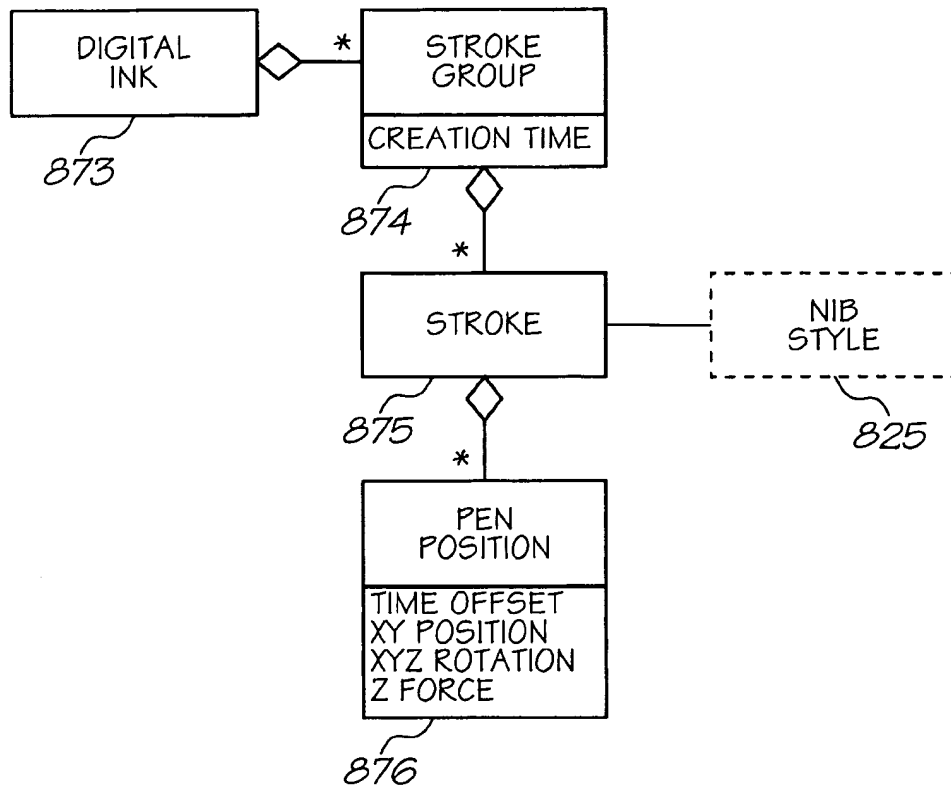 DIGITAL
INK
873
*
STROKE
GROUP
CREATION TIME
874
*
STROKE
875
NIB
STYLE
825
*
PEN
POSITION
TIME OFFSET
XY POSITION
XYZ ROTATION
Z FORCE
876